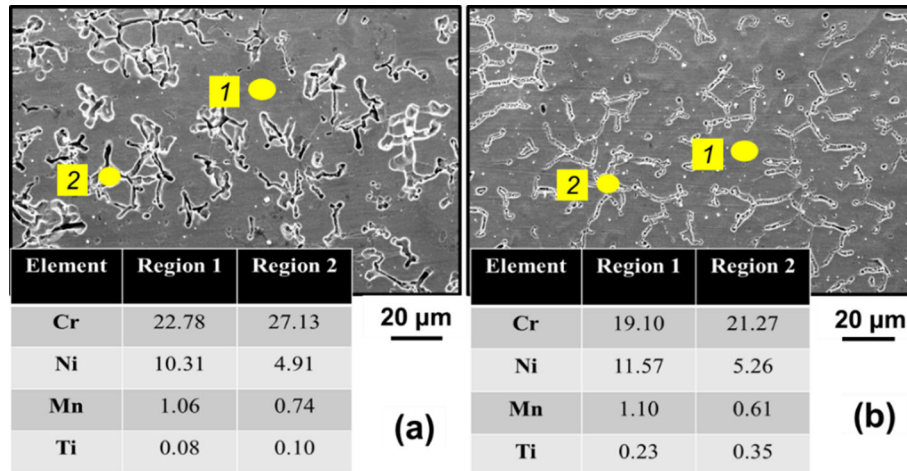 1
2
Element Region 1 Region 2
Cr 22.78 27.13
Ni 10.31 4.91
Mn 1.06 0.74
Ti 0.08 0.10
20 µm
(a)
1
2
Element Region 1 Region 2
Cr 19.10 21.27
Ni 11.57 5.26
Mn 1.10 0.61
Ti 0.23 0.35
20 µm
(b)